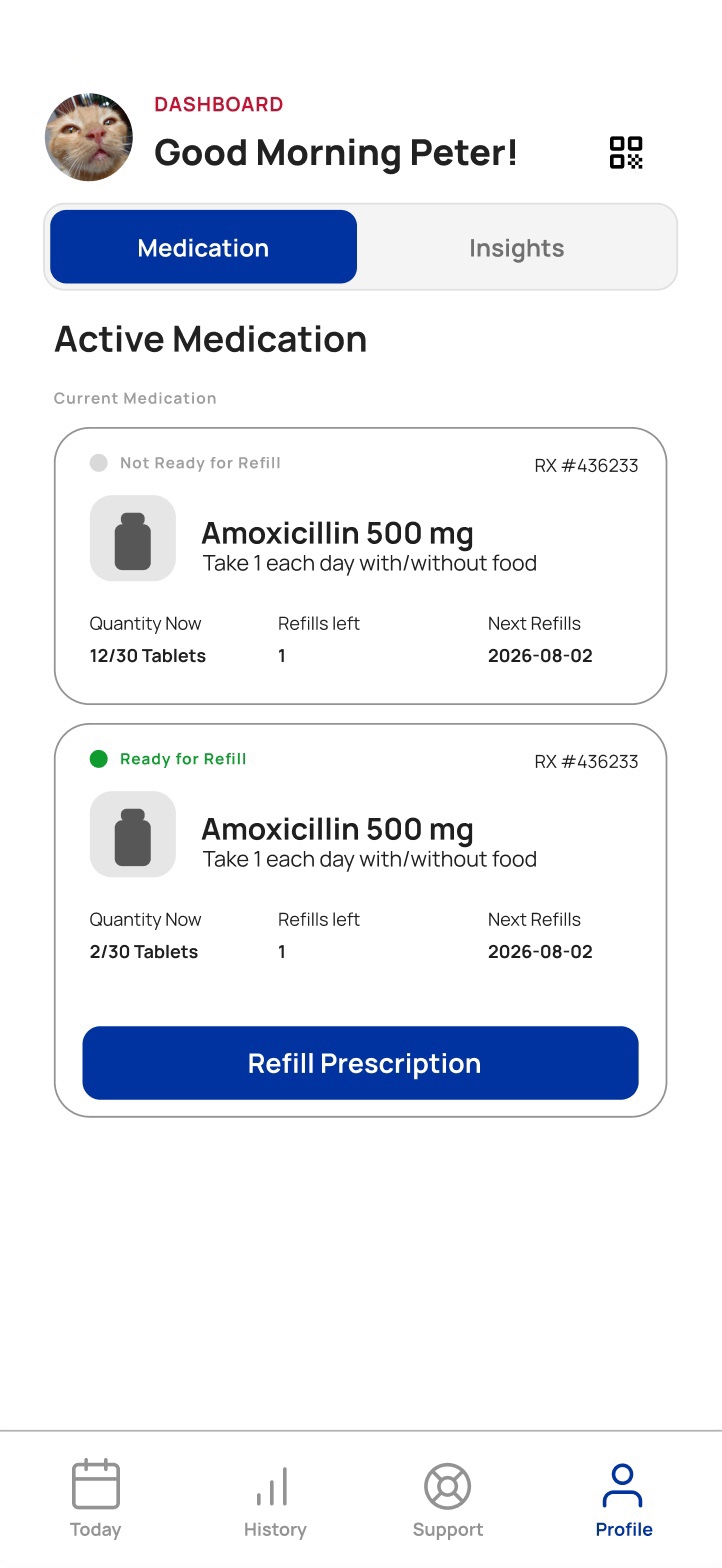 DASHBOARD
Good Morning Peter!
Medication
Insights
Active Medication
Current Medication
Not Ready for Refill
RX #436233
Amoxicillin 500 mg
Take 1 each day with/without food
Quantity Now
Refills left
Next Refills
12/30 Tablets
1
2026-08-02
Ready for Refill
RX #436233
Amoxicillin 500 mg
Take 1 each day with/without food
Quantity Now
Refills left
Next Refills
2/30 Tablets
1
2026-08-02
Refill Prescription
Today
History
Support
Profile